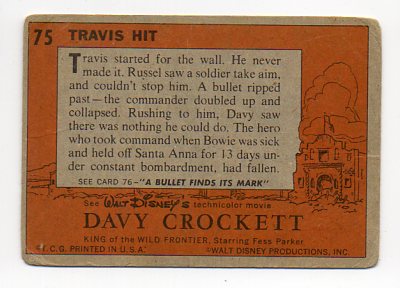 75 TRAVIS HIT
Travis started for the wall. He never
made it. Russel saw a soldier take aim,
and couldn't stop him. A bullet ripped
past—the commander doubled up and
collapsed. Rushing to him, Davy saw
there was nothing he could do. The hero
who took command when Bowie was sick
and held off Santa Anna for 13 days un-
der constant bombardment, had fallen.
SEE CARD 76—"A BULLET FINDS ITS MARK"
See WALT DISNEY'S technicolor movie
DAVY CROCKETT
KING of the WILD FRONTIER, Starring Fess Parker
T.C.G. PRINTED IN U.S.A. ©WALT DISNEY PRODUCTIONS, INC.